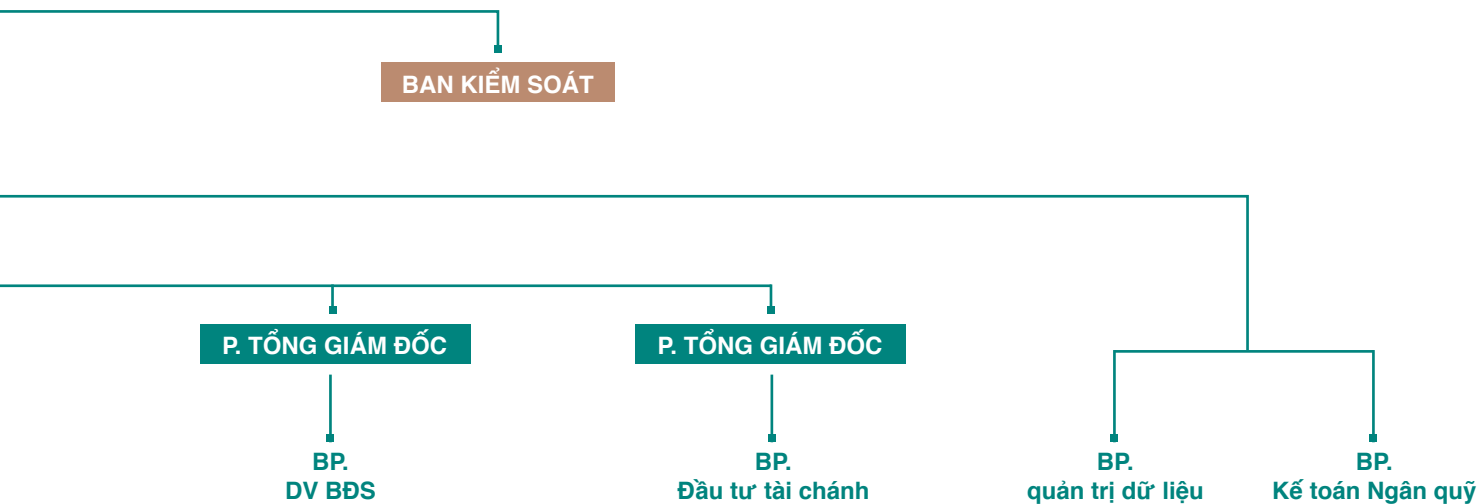 BAN KIỂM SOÁT
P. TỔNG GIÁM ĐỐC
P. TỔNG GIÁM ĐỐC
BP.
DV BĐS
BP.
Đầu tư tài chánh
BP.
quản trị dữ liệu
BP.
Kế toán Ngân quỹ